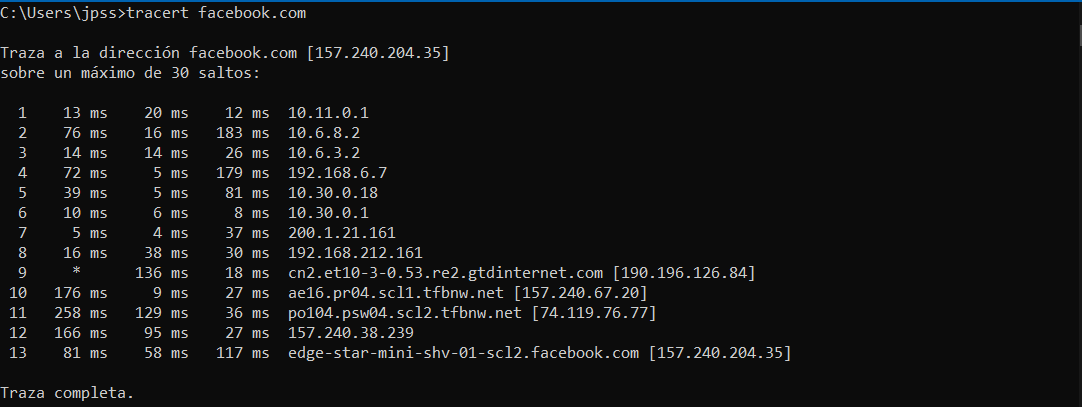 C:\Users\jpss>tracert facebook.com
Traza a la dirección facebook.com [157.240.204.35]
sobre un máximo de 30 saltos:
1 13 ms 20 ms 12 ms 10.11.0.1
2 76 ms 16 ms 183 ms 10.6.8.2
3 14 ms 14 ms 26 ms 10.6.3.2
4 72 ms 5 ms 179 ms 192.168.6.7
5 39 ms 5 ms 81 ms 10.30.0.18
6 10 ms 6 ms 8 ms 10.30.0.1
7 5 ms 4 ms 37 ms 200.1.21.161
8 16 ms 38 ms 30 ms 192.168.212.161
9 * 136 ms 18 ms cn2.et10-3-0.53.re2.gtdinternet.com [190.196.126.84]
10 176 ms 9 ms 27 ms ae16.pr04.scl1.tfbnw.net [157.240.67.20]
11 258 ms 129 ms 36 ms po104.psw04.scl2.tfbnw.net [74.119.76.77]
12 166 ms 95 ms 27 ms 157.240.38.239
13 81 ms 58 ms 117 ms edge-star-mini-shv-01-scl2.facebook.com [157.240.204.35]
Traza completa.